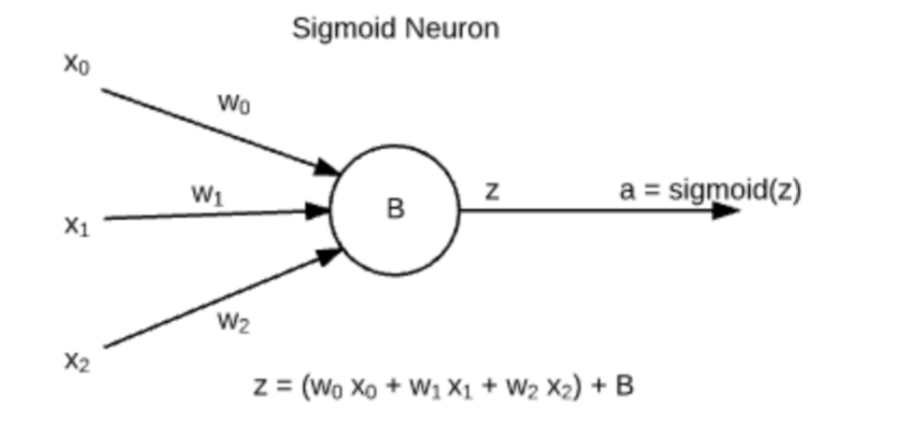 Sigmoid Neuron
x₀
w₀
w₁
x₁
B
z
a = sigmoid(z)
w₂
x₂
z = (w₀ x₀ + w₁ x₁ + w₂ x₂) + B